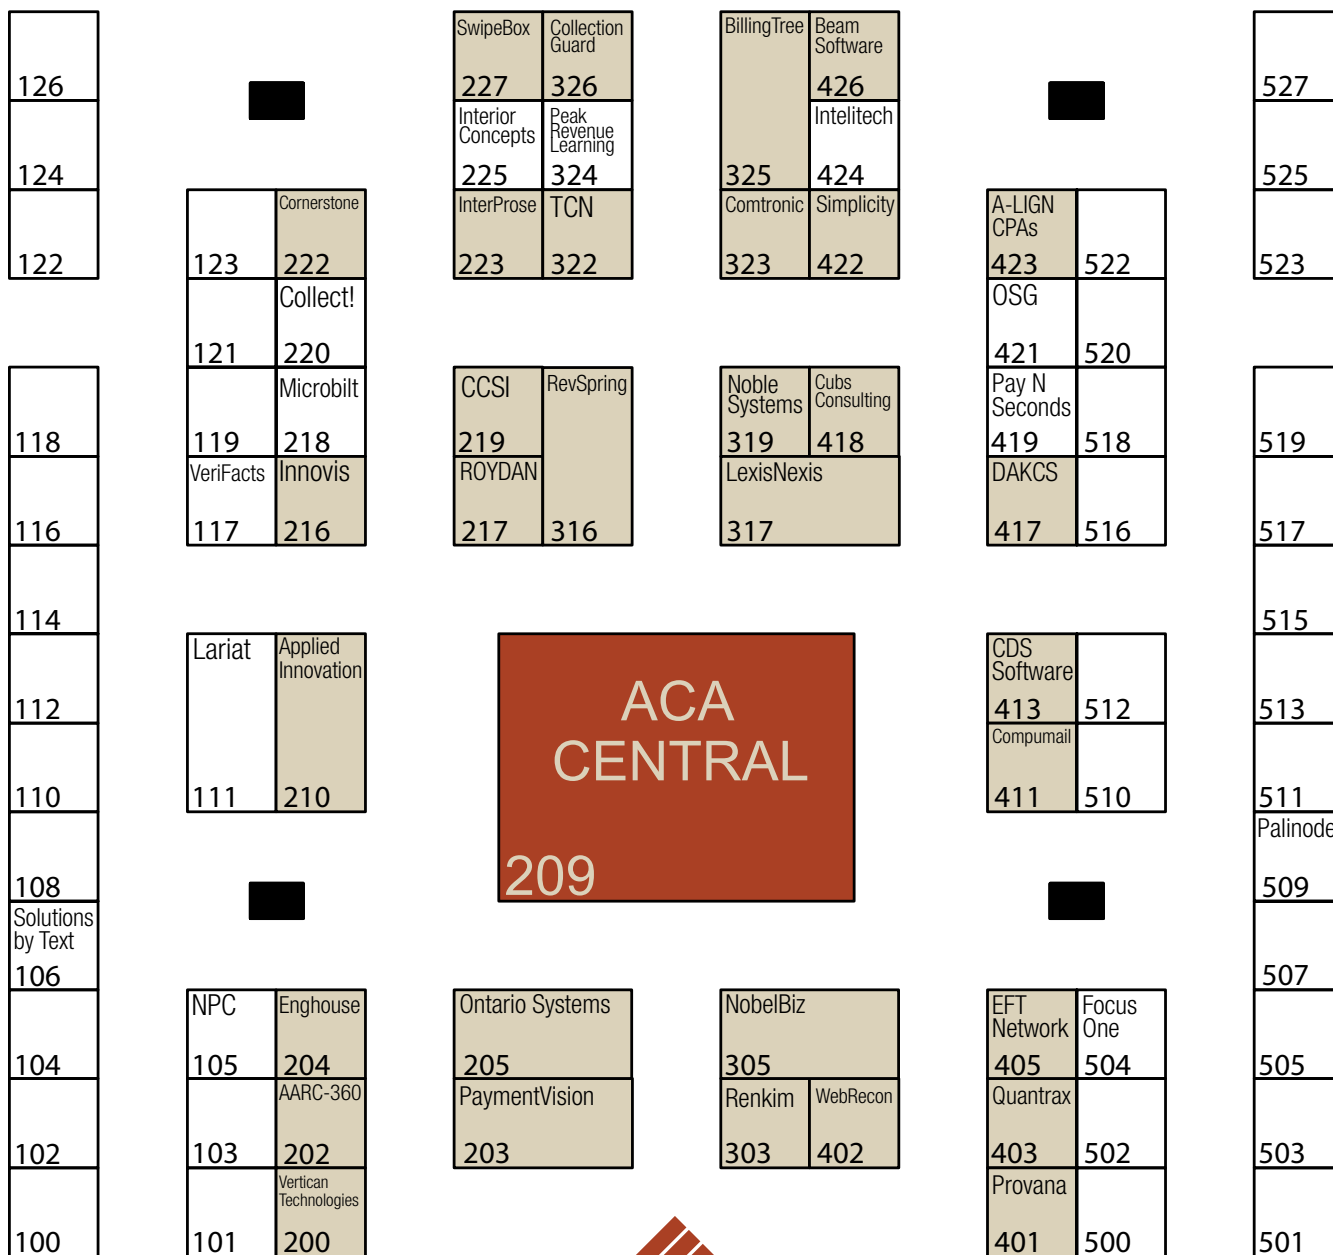 126
124
122
118
116
114
112
110
108
Solutions
by Text
106
104
102
100
123
Cornerstone
222
121
Collect!
220
119
Microbilt
218
VeriFacts
117
Innovis
216
Lariat
111
Applied
Innovation
210
NPC
105
Enghouse
204
103
AARC-360
202
101
Vertican
Technologies
200
SwipeBox
227
Collection
Guard
326
Interior
Concepts
225
Peak
Revenue
Learning
324
InterProse
223
TCN
322
CCSI
219
RevSpring
316
ROYDAN
217
BillingTree
325
Beam
Software
426
Intelitech
424
Comtronic
323
Simplicity
422
Noble
Systems
319
Cubs
Consulting
418
LexisNexis
317
ACA
CENTRAL
209
Ontario Systems
205
PaymentVision
203
NobelBiz
305
Renkim
303
WebRecon
402
A-LIGN
CPAs
423
522
OSG
421
520
Pay N
Seconds
419
518
DAKCS
417
516
CDS
Software
413
512
Compumail
411
510
EFT
Network
405
Focus
One
504
Quantrax
403
502
Provana
401
500
527
525
523
519
517
515
513
511
Palinode
509
507
505
503
501